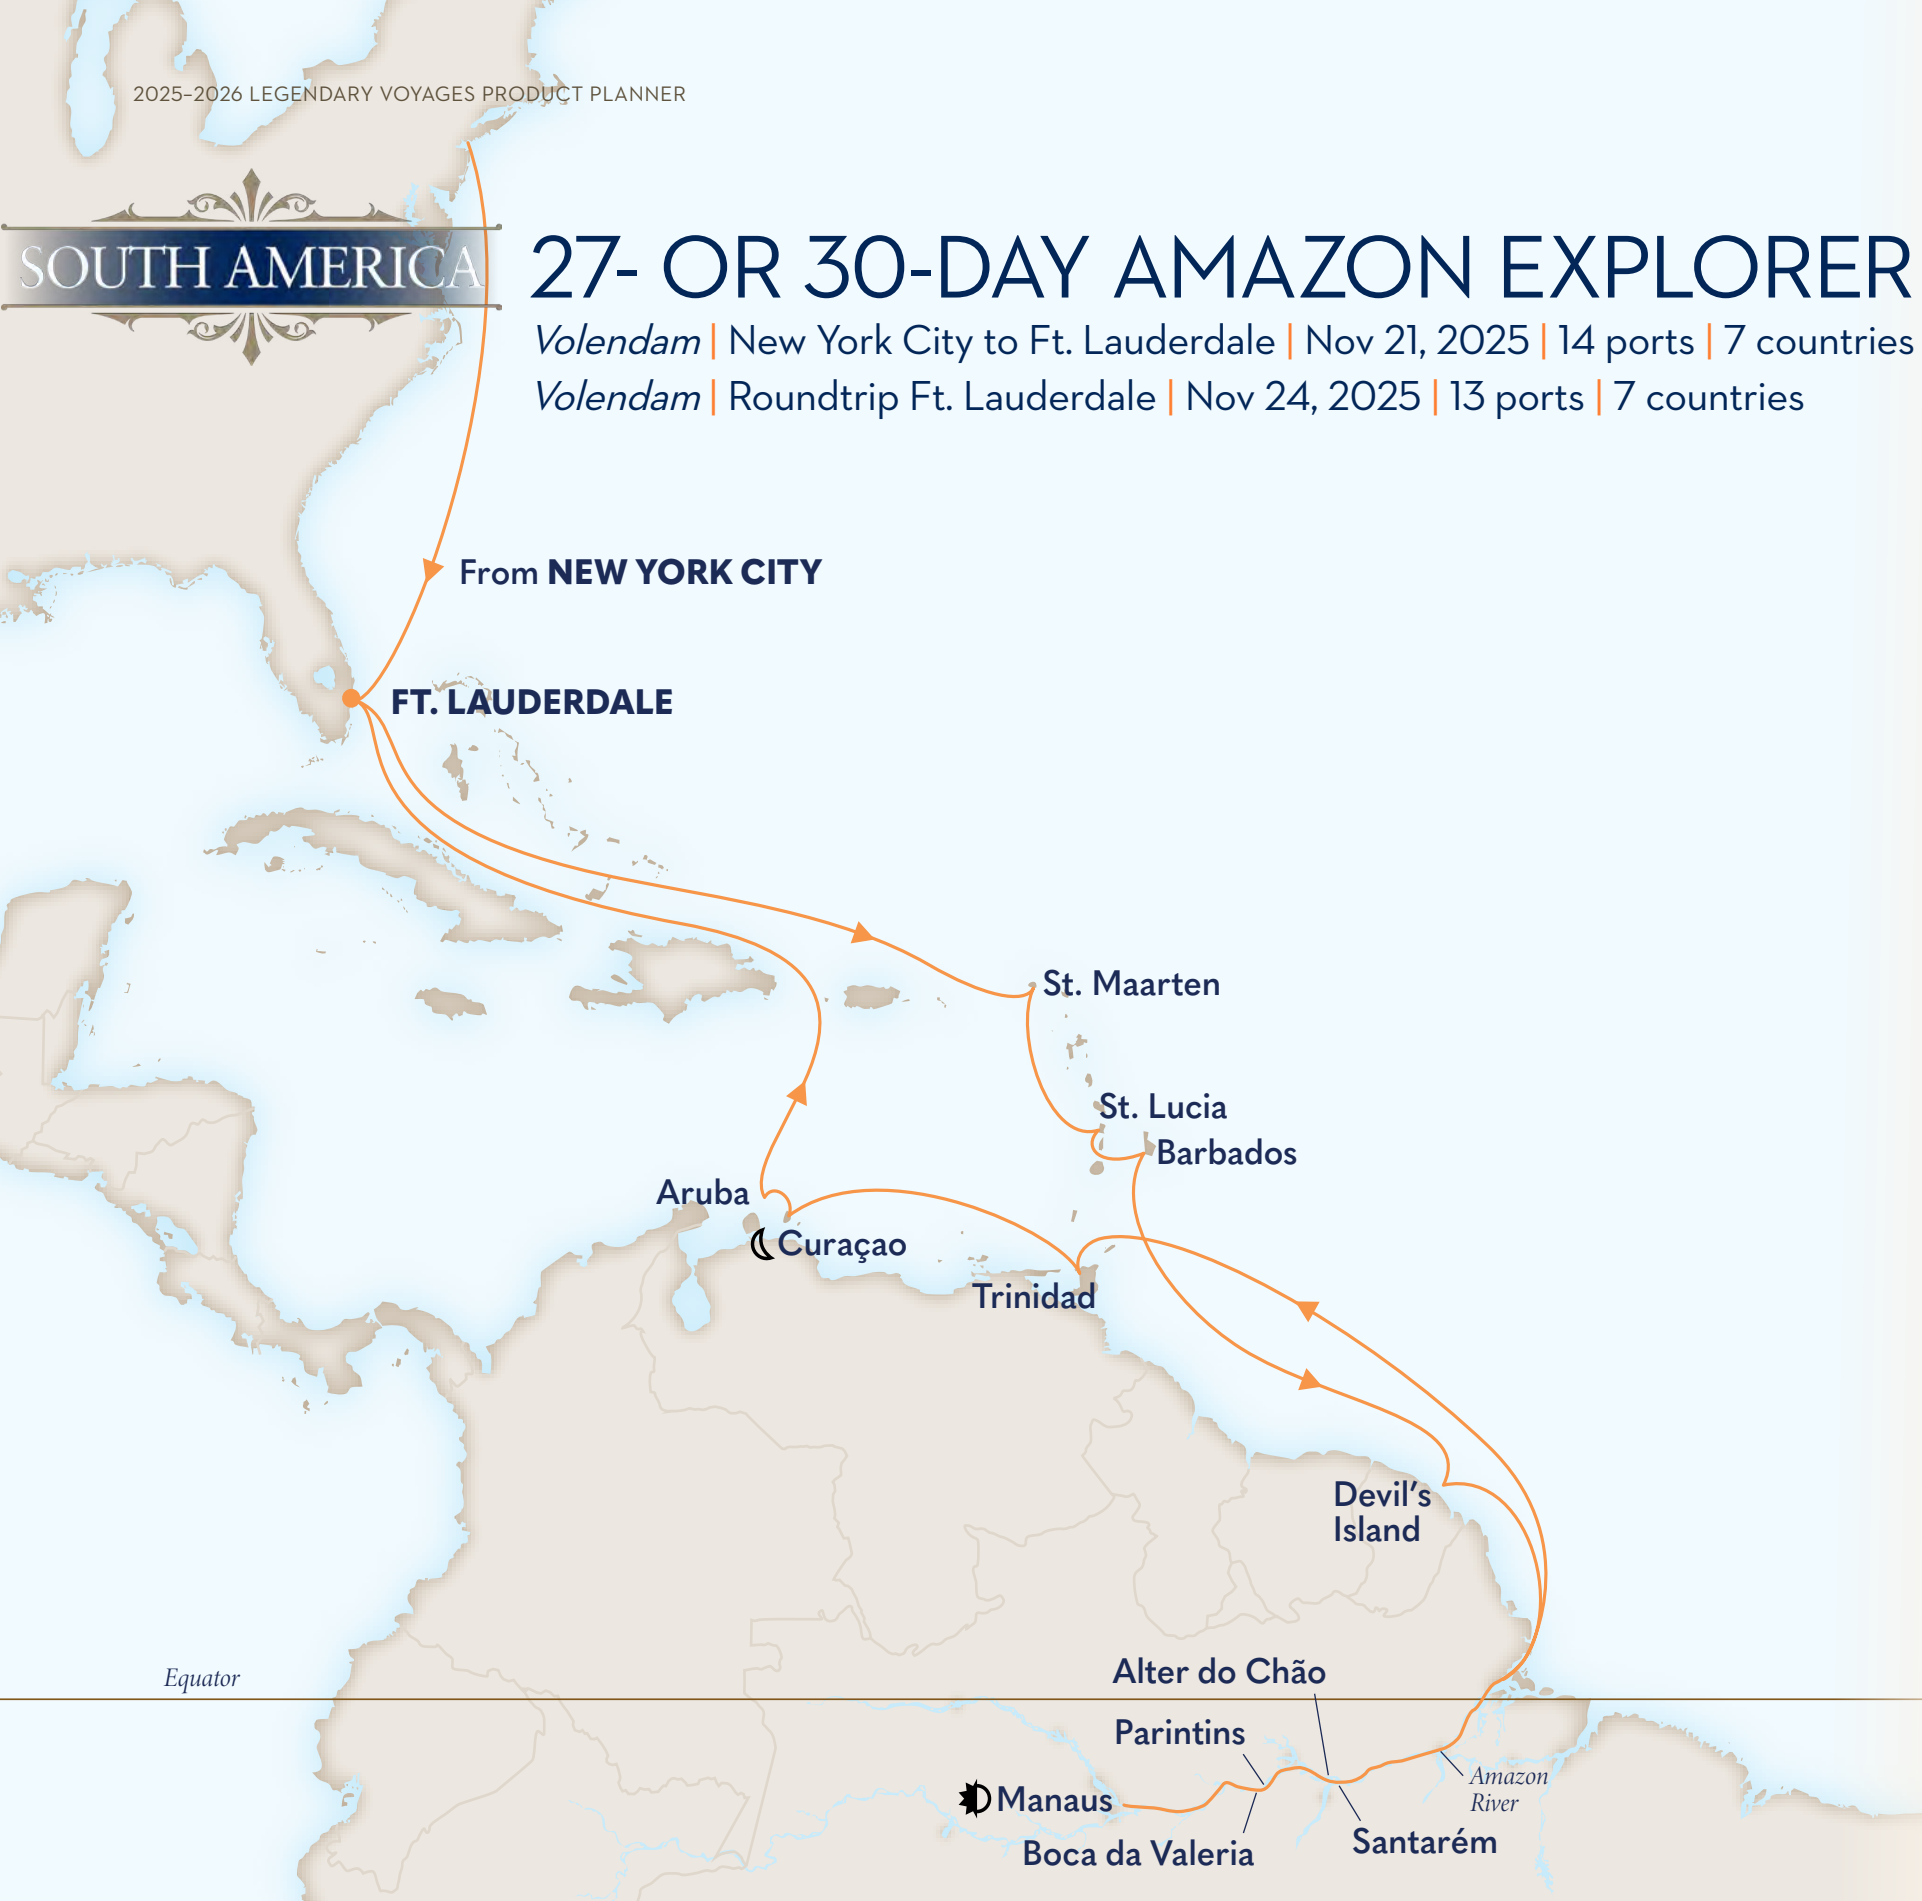 2025–2026 LEGENDARY VOYAGES PRODUCT PLANNER
SOUTH AMERICA
27- OR 30-DAY AMAZON EXPLORER
Volendam | New York City to Ft. Lauderdale | Nov 21, 2025 | 14 ports | 7 countries
Volendam | Roundtrip Ft. Lauderdale | Nov 24, 2025 | 13 ports | 7 countries
From NEW YORK CITY
FT. LAUDERDALE
St. Maarten
St. Lucia
Barbados
Aruba
Curaçao
Trinidad
Devil's
Island
Equator
Alter do Chão
Parintins
Amazon
River
Manaus
Santarém
Boca da Valeria